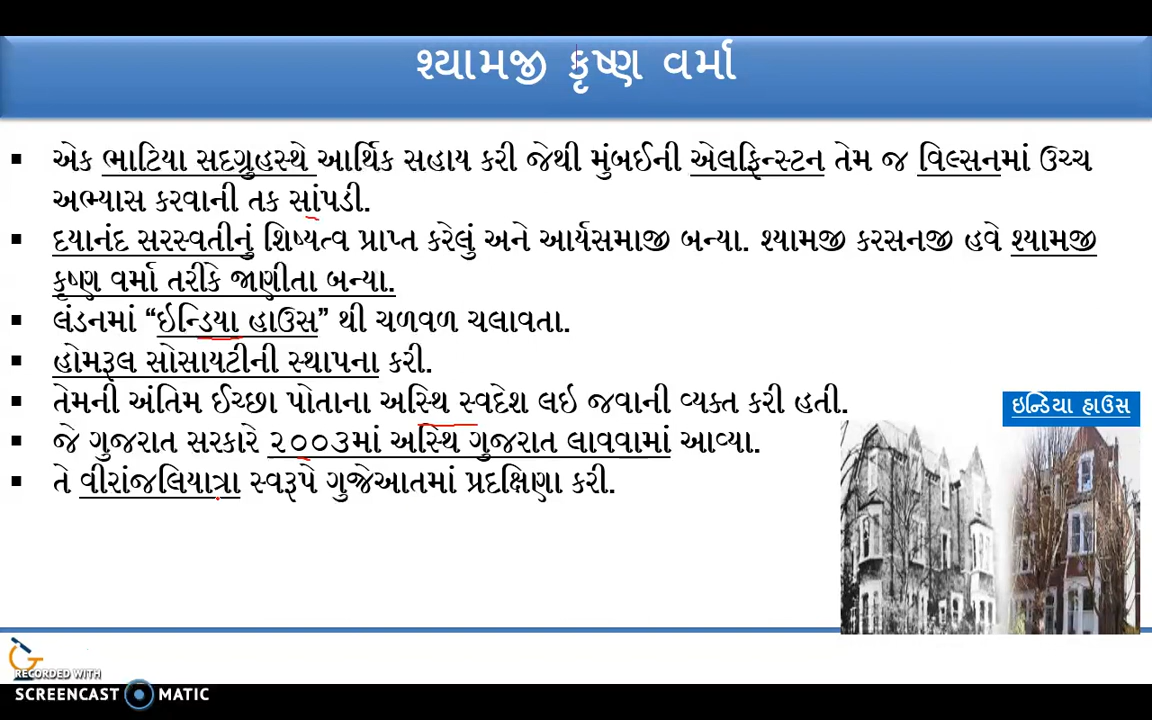 શ્યામજી કૃષ્ણ વર્મા
▪ એક ભાટિયા સદગૃહસ્થે આર્થિક સહાય કરી જેથી મુંબઈની એલફિન્સ્ટન તેમ જ વિલ્સનમાં ઉચ્ચ
અભ્યાસ કરવાની તક સાંપડી.
▪ દયાનંદ સરસ્વતીનું શિષ્યત્વ પ્રાપ્ત કરેલું અને આર્યસમાજી બન્યા. શ્યામજી કરસનજી હવે શ્યામજી
કૃષ્ણ વર્મા તરીકે જાણીતા બન્યા.
▪ લંડનમાં “ઇન્ડિયા હાઉસ” થી ચળવળ ચલાવતા.
▪ હોમરૂલ સોસાયટીની સ્થાપના કરી.
▪ તેમની અંતિમ ઈચ્છા પોતાના અસ્થિ સ્વદેશ લઇ જવાની વ્યક્ત કરી હતી.
▪ જે ગુજરાત સરકારે ૨૦૦૩માં અસ્થિ ગુજરાત લાવવામાં આવ્યા.
▪ તે વીરાંજલિયાત્રા સ્વરૂપે ગુજેઆતમાં પ્રદક્ષિણા કરી.
ઇન્ડિયા હાઉસ
RECORDED WITH
SCREENCAST MATIC